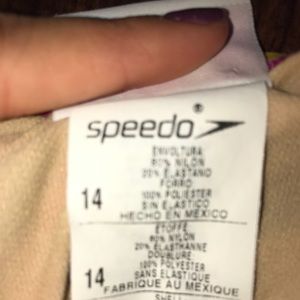 speedo®
ENVOLTURA
80% NILON
20% ELASTANO
FORRO
100% POLIESTER
SIN ELASTICO
14
HECHO EN MEXICO
ETOFFE
80% NYLON
20% ELASTHANNE
DOUBLURE
100% POLYESTER
SANS ELASTIQUE
14
FABRIQUE AU MEXIQUE
SHELL